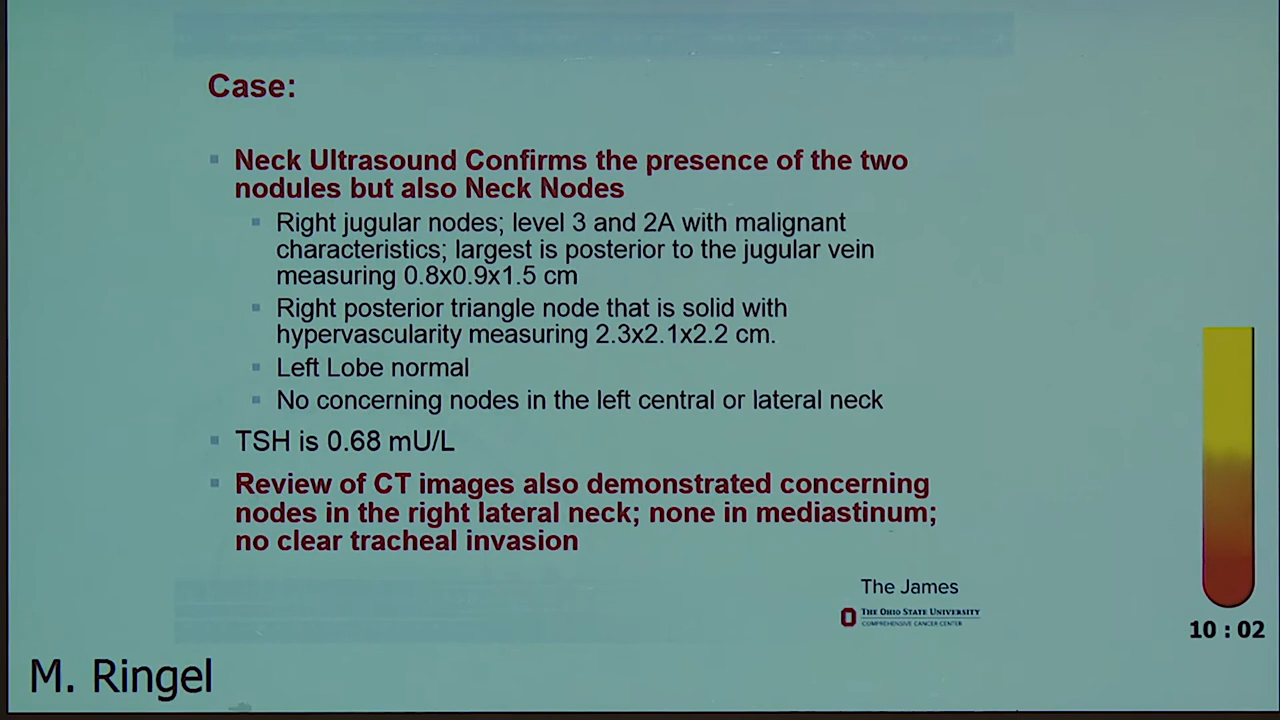 Case:
Neck Ultrasound Confirms the presence of the two
nodules but also Neck Nodes
Right jugular nodes; level 3 and 2A with malignant
characteristics; largest is posterior to the jugular vein
measuring 0.8x0.9x1.5 cm
Right posterior triangle node that is solid with
hypervascularity measuring 2.3x2.1x2.2 cm.
Left Lobe normal
No concerning nodes in the left central or lateral neck
TSH is 0.68 mU/L
Review of CT images also demonstrated concerning
nodes in the right lateral neck; none in mediastinum;
no clear tracheal invasion
The James
THE OHIO STATE UNIVERSITY
COMPREHENSIVE CANCER CENTER
10 : 02
M. Ringel